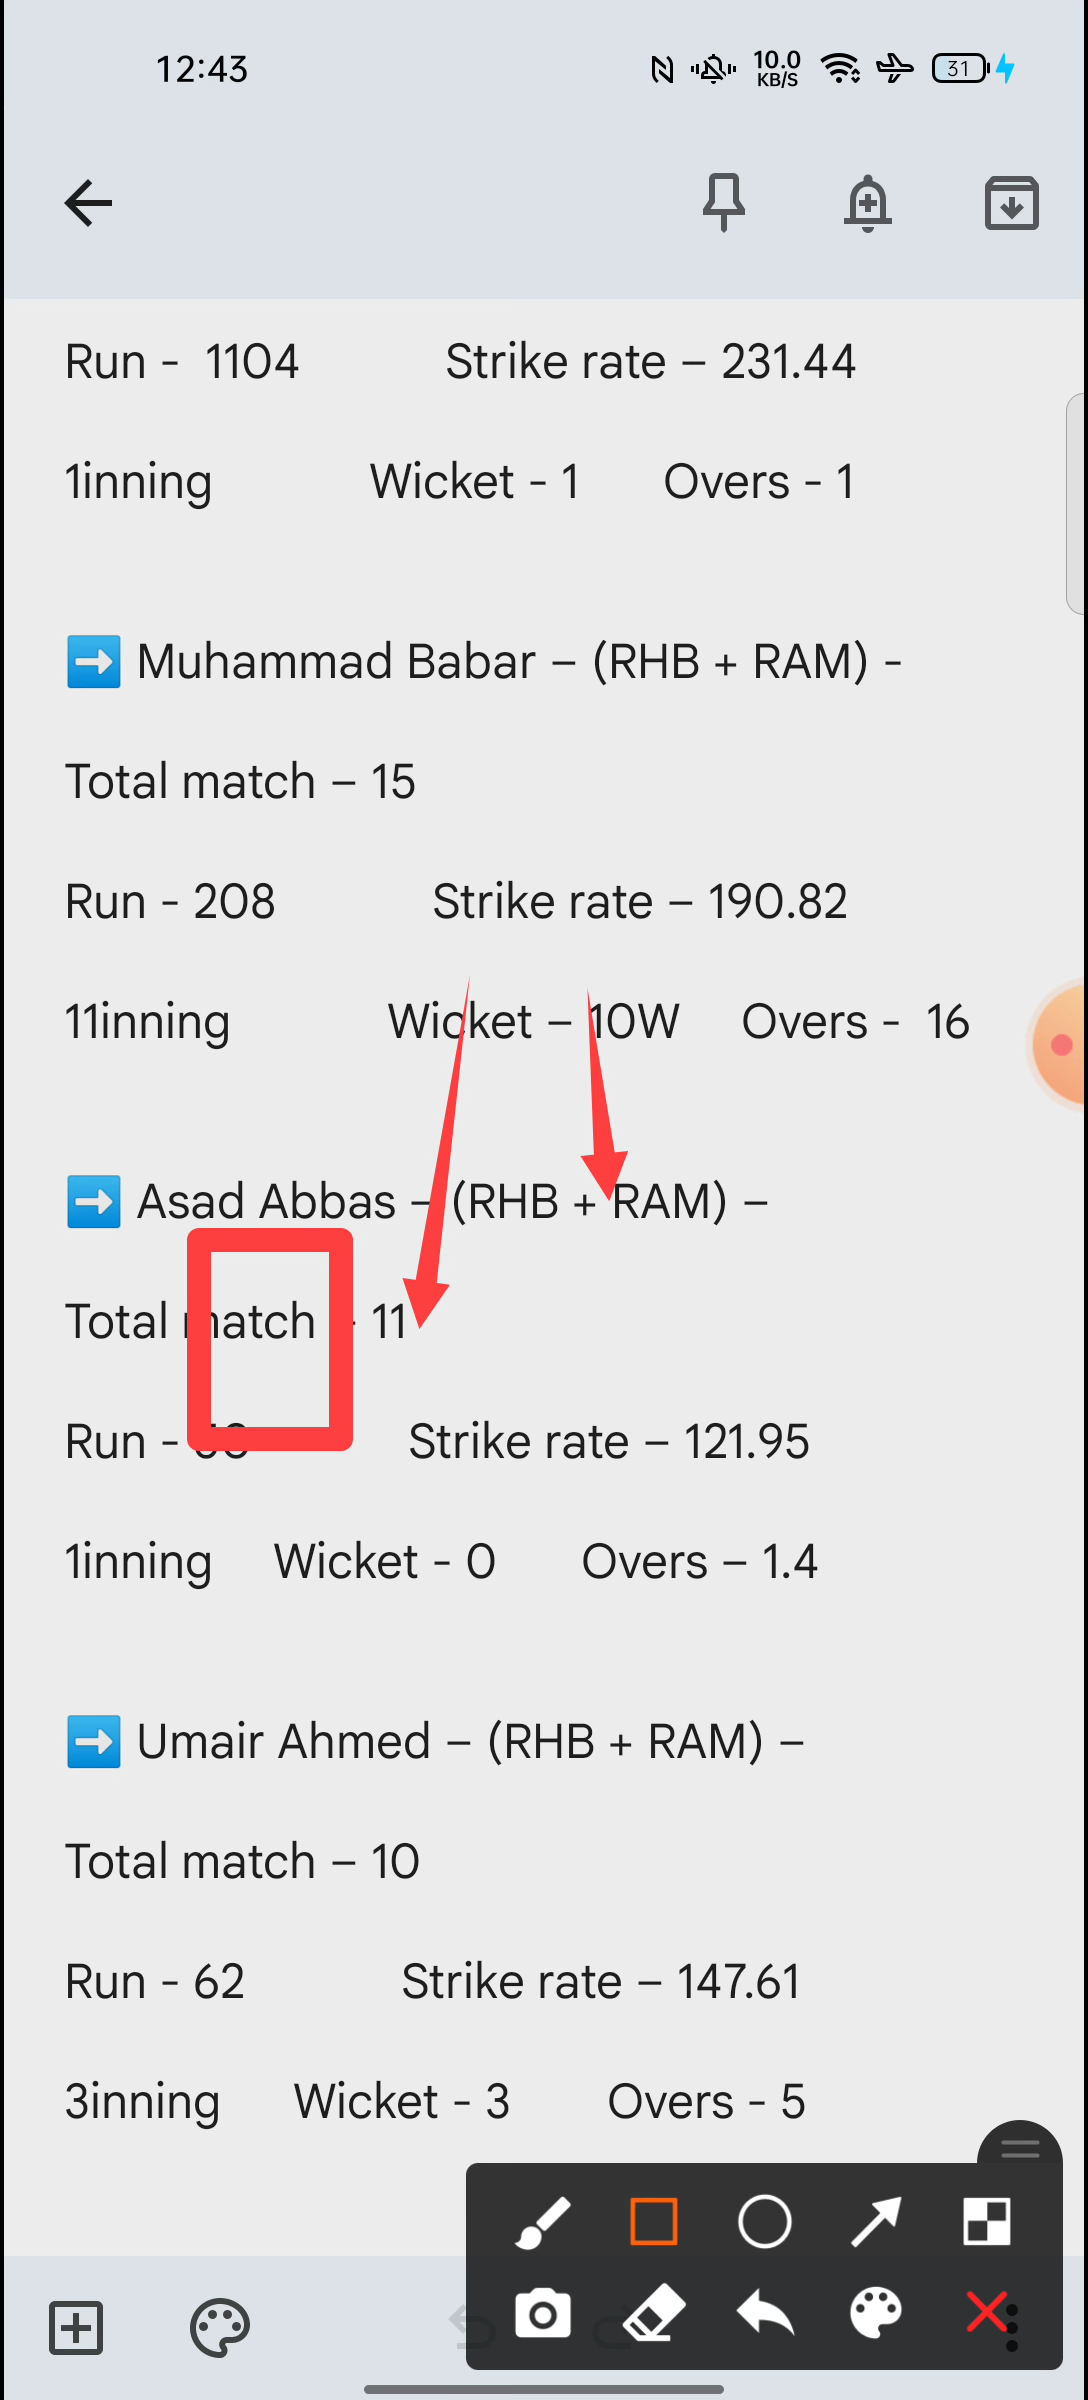 12:43 10.0 KB/S 31
Run - 1104 Strike rate – 231.44
1inning Wicket - 1 Overs - 1
➡️ Muhammad Babar – (RHB + RAM) -
Total match – 15
Run - 208 Strike rate – 190.82
11inning Wicket – 10W Overs - 16
➡️ Asad Abbas – (RHB + RAM) –
Total match - 11
Run - Strike rate – 121.95
1inning Wicket - 0 Overs – 1.4
➡️ Umair Ahmed – (RHB + RAM) –
Total match – 10
Run - 62 Strike rate – 147.61
3inning Wicket - 3 Overs - 5